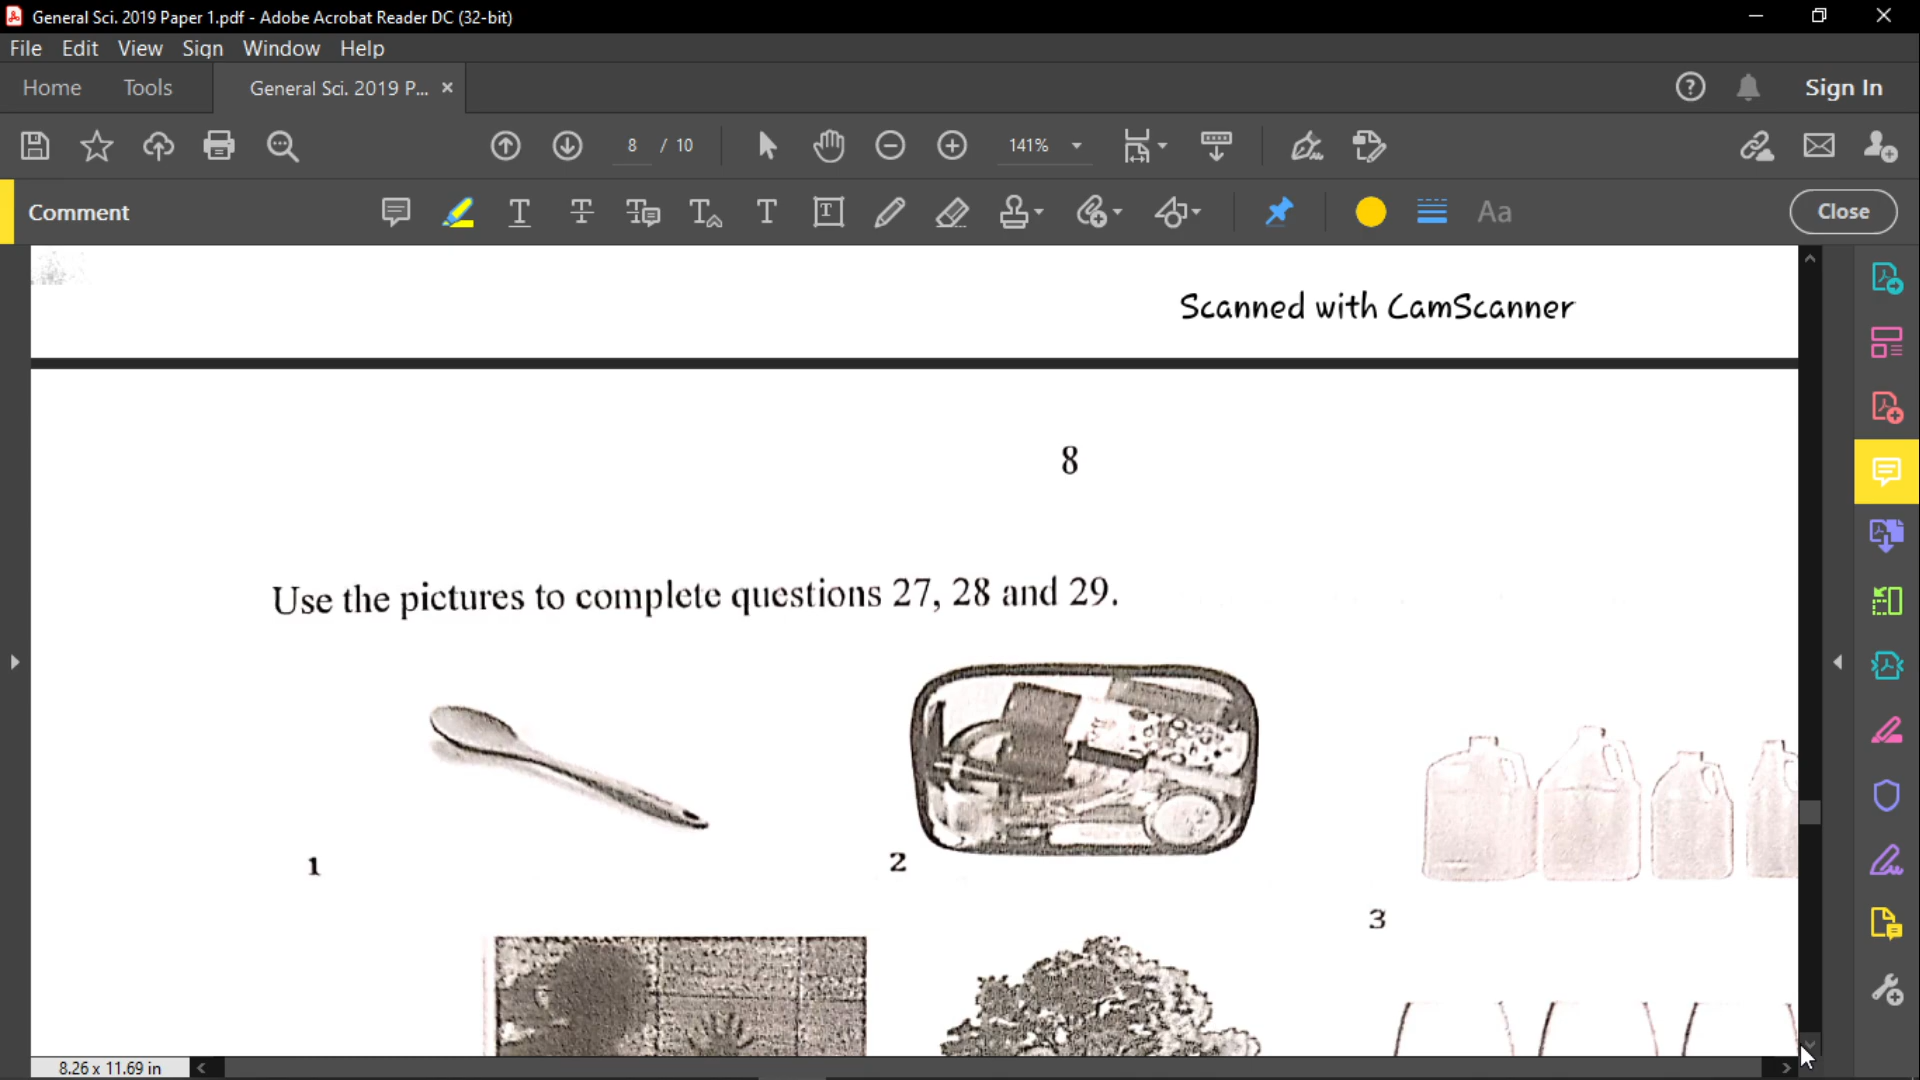 General Sci. 2019 Paper 1.pdf - Adobe Acrobat Reader DC (32-bit)
File Edit View Sign Window Help
Home Tools General Sci. 2019 P... Sign In
8 / 10 141%
Comment Aa Close
Scanned with CamScanner
8
Use the pictures to complete questions 27, 28 and 29.
1
2
3
8.26 x 11.69 in